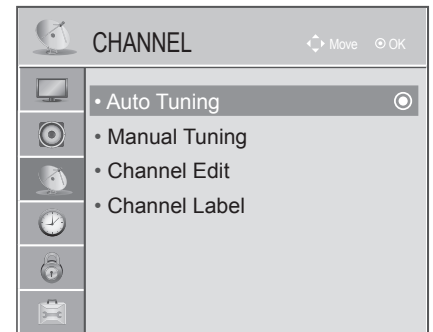 CHANNEL
Move OK
• Auto Tuning
• Manual Tuning
• Channel Edit
• Channel Label